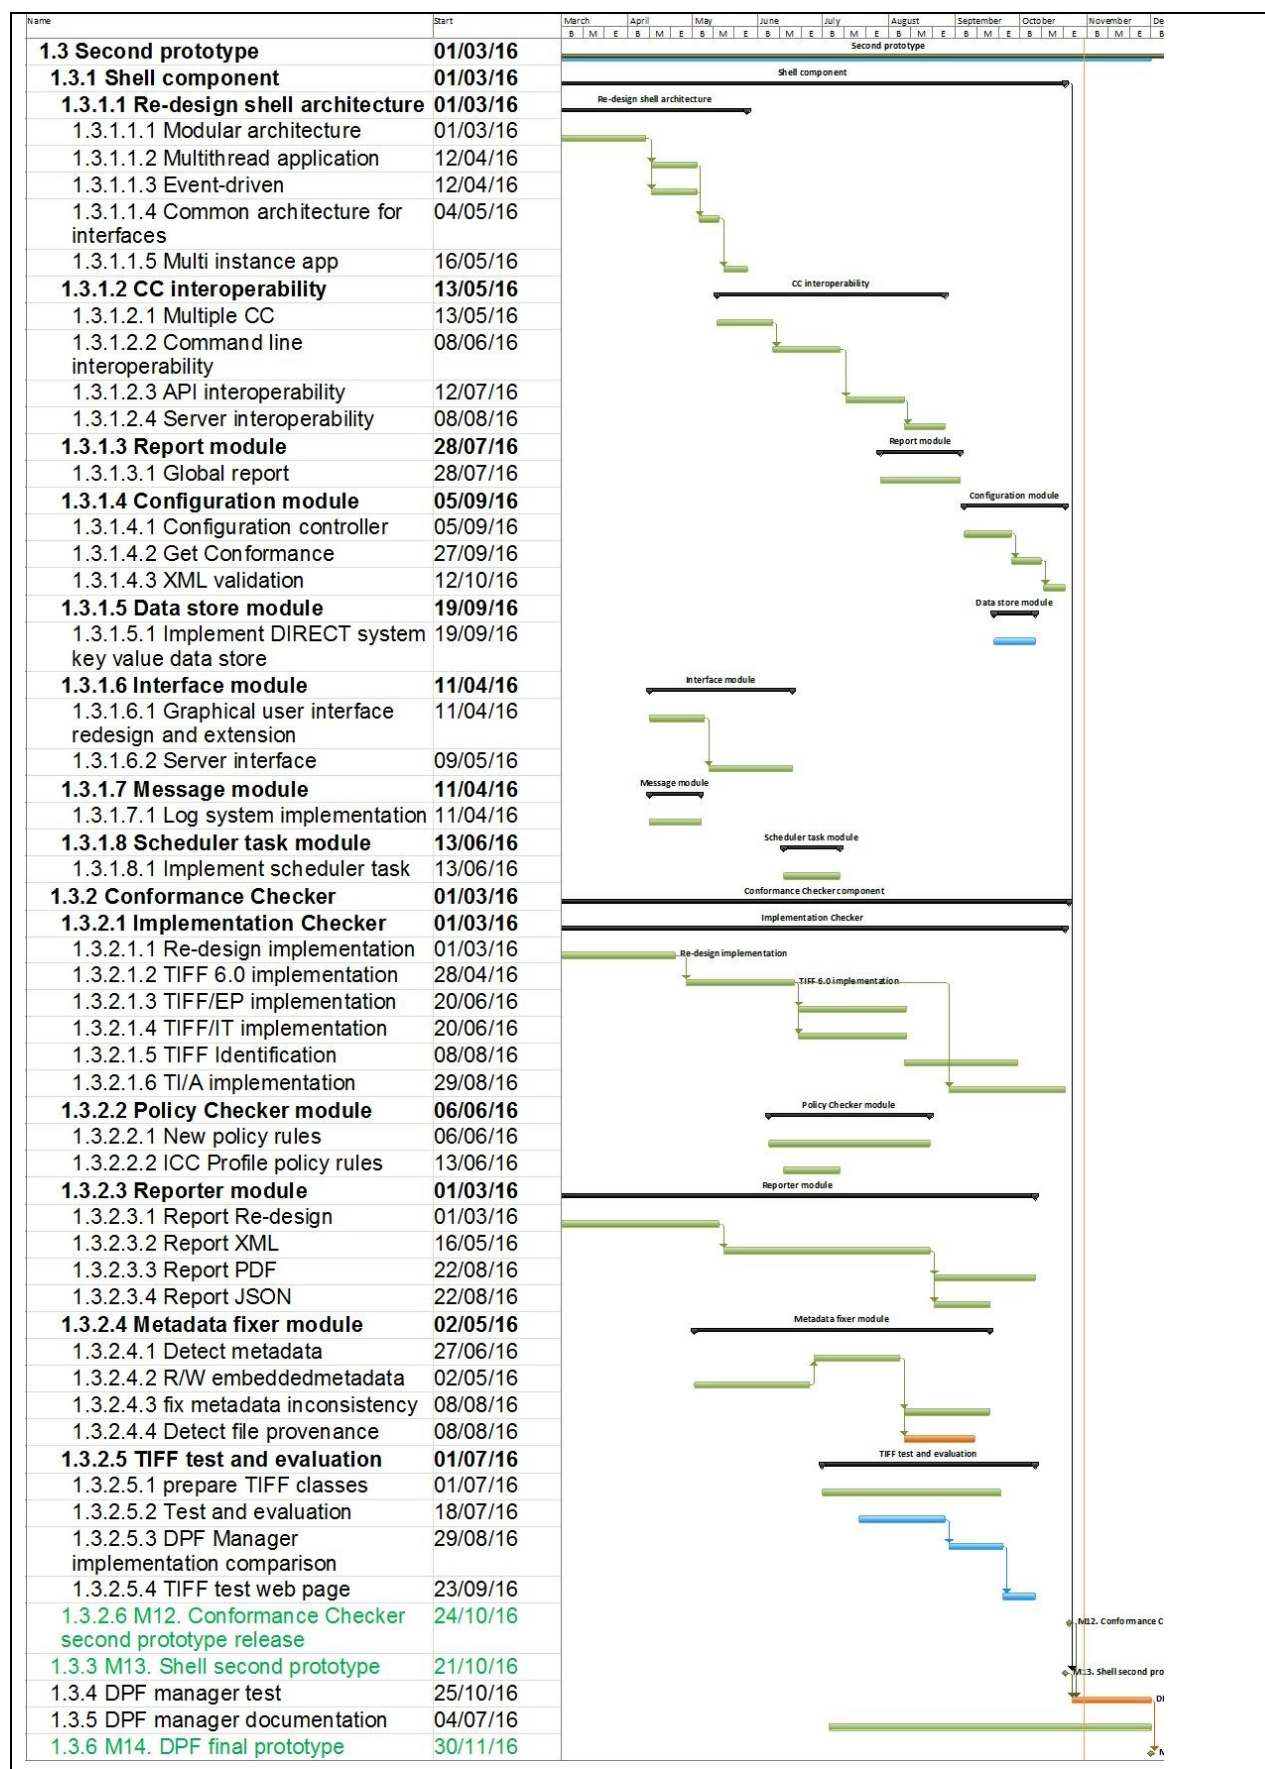 Name Start March April May June July August September October November De
B M E B M E B M E B M E B M E B M E B M E B M E B M E B
1.3 Second prototype 01/03/16 Second prototype
1.3.1 Shell component 01/03/16 Shell component
1.3.1.1 Re-design shell architecture 01/03/16 Re-design shell architecture
1.3.1.1.1 Modular architecture 01/03/16
1.3.1.1.2 Multithread application 12/04/16
1.3.1.1.3 Event-driven 12/04/16
1.3.1.1.4 Common architecture for 04/05/16
interfaces
1.3.1.1.5 Multi instance app 16/05/16
1.3.1.2 CC interoperability 13/05/16 CC interoperability
1.3.1.2.1 Multiple CC 13/05/16
1.3.1.2.2 Command line 08/06/16
interoperability
1.3.1.2.3 API interoperability 12/07/16
1.3.1.2.4 Server interoperability 08/08/16
1.3.1.3 Report module 28/07/16 Report module
1.3.1.3.1 Global report 28/07/16
1.3.1.4 Configuration module 05/09/16 Configuration module
1.3.1.4.1 Configuration controller 05/09/16
1.3.1.4.2 Get Conformance 27/09/16
1.3.1.4.3 XML validation 12/10/16
1.3.1.5 Data store module 19/09/16 Data store module
1.3.1.5.1 Implement DIRECT system 19/09/16
key value data store
1.3.1.6 Interface module 11/04/16 Interface module
1.3.1.6.1 Graphical user interface 11/04/16
redesign and extension
1.3.1.6.2 Server interface 09/05/16
1.3.1.7 Message module 11/04/16 Message module
1.3.1.7.1 Log system implementation 11/04/16
1.3.1.8 Scheduler task module 13/06/16 Scheduler task module
1.3.1.8.1 Implement scheduler task 13/06/16
1.3.2 Conformance Checker 01/03/16 Conformance Checker component
1.3.2.1 Implementation Checker 01/03/16 Implementation Checker
1.3.2.1.1 Re-design implementation 01/03/16 Re-design implementation
1.3.2.1.2 TIFF 6.0 implementation 28/04/16 TIFF 6.0 implementation
1.3.2.1.3 TIFF/EP implementation 20/06/16
1.3.2.1.4 TIFF/IT implementation 20/06/16
1.3.2.1.5 TIFF Identification 08/08/16
1.3.2.1.6 TI/A implementation 29/08/16
1.3.2.2 Policy Checker module 06/06/16 Policy Checker module
1.3.2.2.1 New policy rules 06/06/16
1.3.2.2.2 ICC Profile policy rules 13/06/16
1.3.2.3 Reporter module 01/03/16 Reporter module
1.3.2.3.1 Report Re-design 01/03/16
1.3.2.3.2 Report XML 16/05/16
1.3.2.3.3 Report PDF 22/08/16
1.3.2.3.4 Report JSON 22/08/16
1.3.2.4 Metadata fixer module 02/05/16 Metadata fixer module
1.3.2.4.1 Detect metadata 27/06/16
1.3.2.4.2 R/W embeddedmetadata 02/05/16
1.3.2.4.3 fix metadata inconsistency 08/08/16
1.3.2.4.4 Detect file provenance 08/08/16
1.3.2.5 TIFF test and evaluation 01/07/16 TIFF test and evaluation
1.3.2.5.1 prepare TIFF classes 01/07/16
1.3.2.5.2 Test and evaluation 18/07/16
1.3.2.5.3 DPF Manager 29/08/16
implementation comparison
1.3.2.5.4 TIFF test web page 23/09/16
1.3.2.6 M12. Conformance Checker 24/10/16 M12. Conformance C
second prototype release
1.3.3 M13. Shell second prototype 21/10/16 M13. Shell second pro
1.3.4 DPF manager test 25/10/16 DI
1.3.5 DPF manager documentation 04/07/16
1.3.6 M14. DPF final prototype 30/11/16